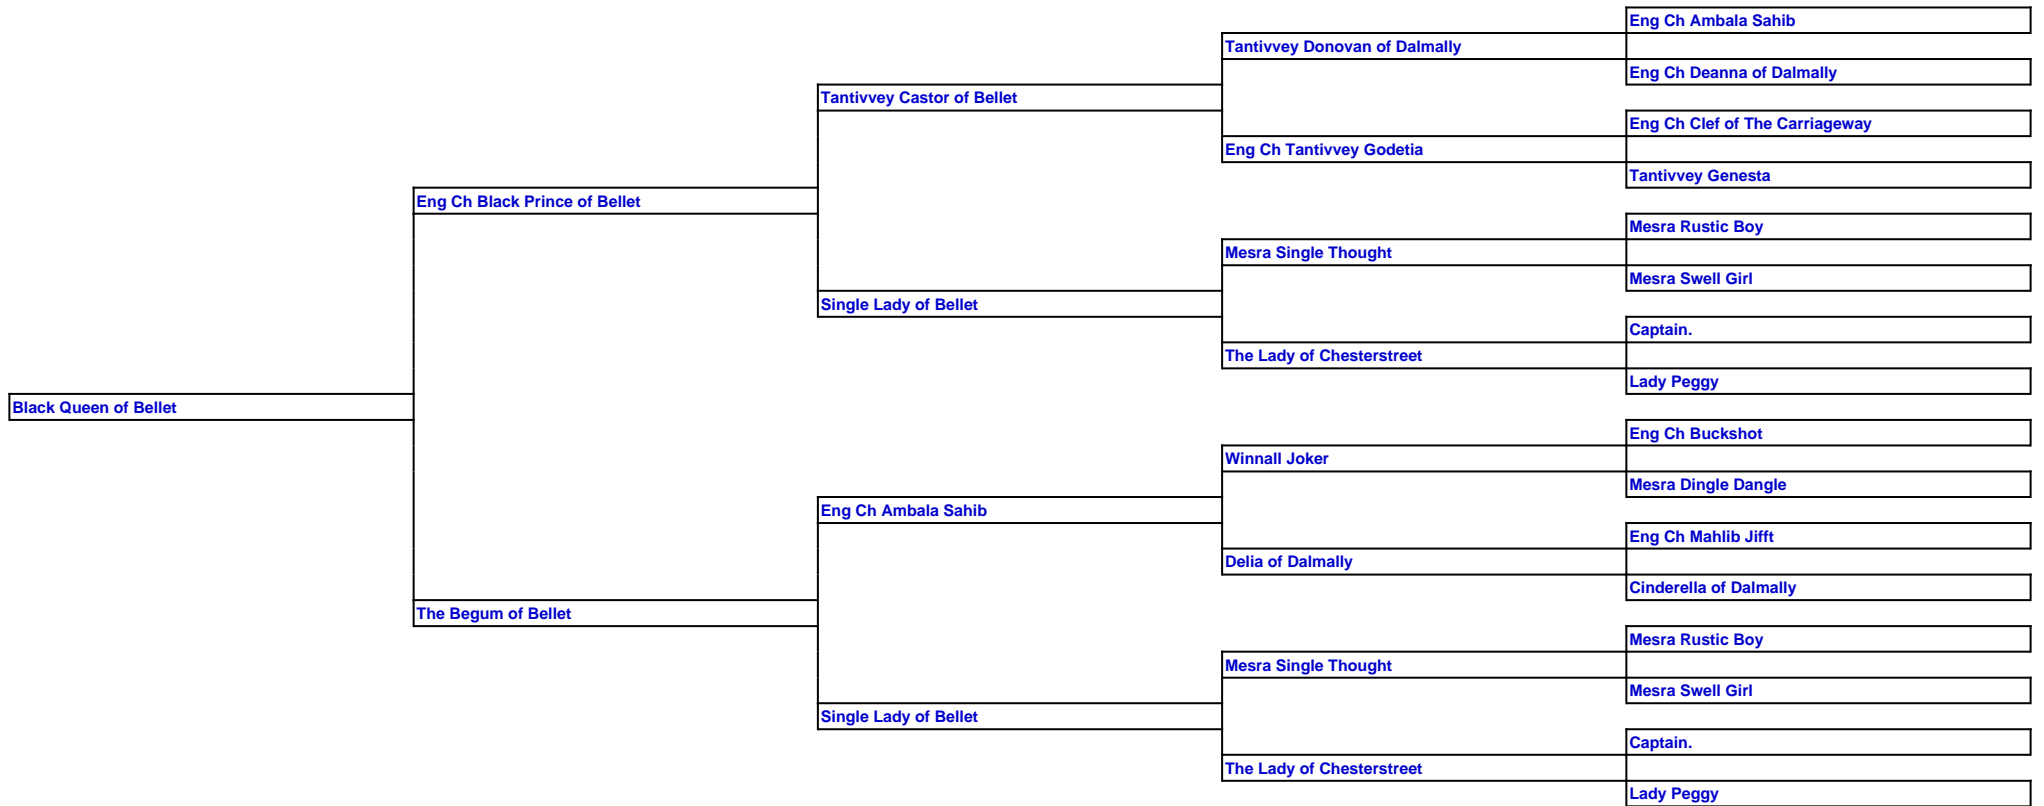 Eng Ch Ambala Sahib
Tantivvey Donovan of Dalmally
Eng Ch Deanna of Dalmally
Tantivvey Castor of Bellet
Eng Ch Clef of The Carriageway
Eng Ch Tantivvey Godetia
Tantivvey Genesta
Eng Ch Black Prince of Bellet
Mesra Rustic Boy
Mesra Single Thought
Mesra Swell Girl
Single Lady of Bellet
Captain.
The Lady of Chesterstreet
Lady Peggy
Black Queen of Bellet
Eng Ch Buckshot
Winnall Joker
Mesra Dingle Dangle
Eng Ch Ambala Sahib
Eng Ch Mahlib Jifft
Delia of Dalmally
Cinderella of Dalmally
The Begum of Bellet
Mesra Rustic Boy
Mesra Single Thought
Mesra Swell Girl
Single Lady of Bellet
Captain.
The Lady of Chesterstreet
Lady Peggy